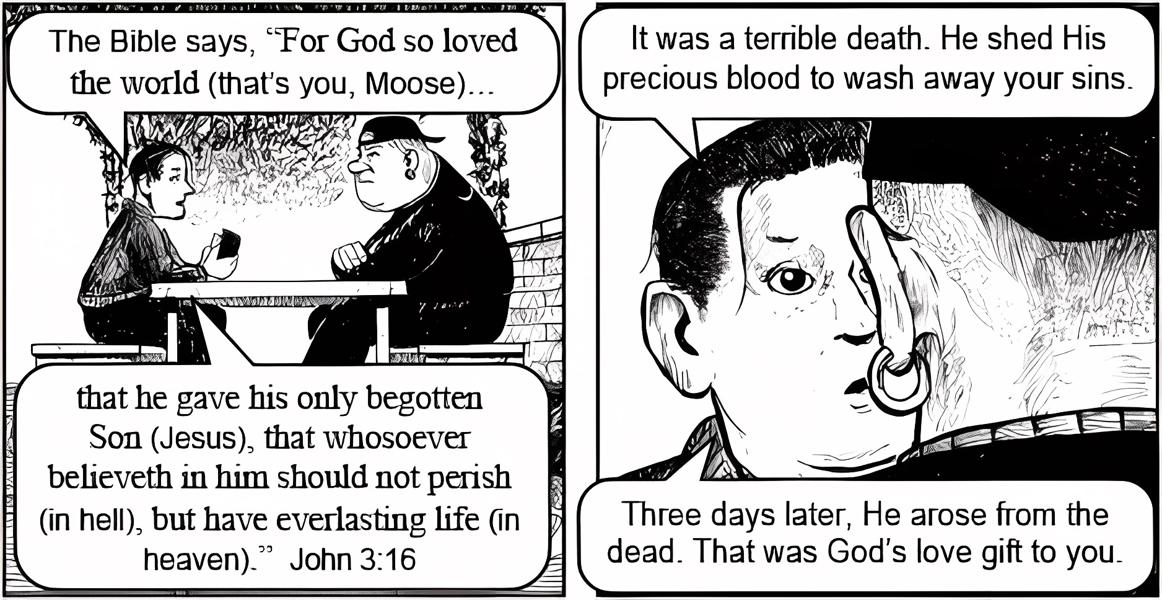 The Bible says, “For God so loved
the world (that's you, Moose)...
that he gave his only begotten
Son (Jesus), that whosoever
believeth in him should not perish
(in hell), but have everlasting life (in
heaven).” John 3:16
It was a terrible death. He shed His
precious blood to wash away your sins.
Three days later, He arose from the
dead. That was God's love gift to you.